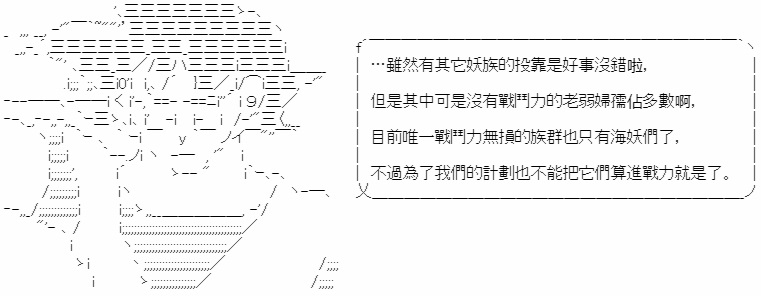 …雖然有其它妖族的投靠是好事沒錯啦，
但是其中可是沒有戰鬥力的老弱婦孺佔多數啊，
目前唯一戰鬥力無損的族群也只有海妖們了，
不過為了我們的計劃也不能把它們算進戰力就是了。